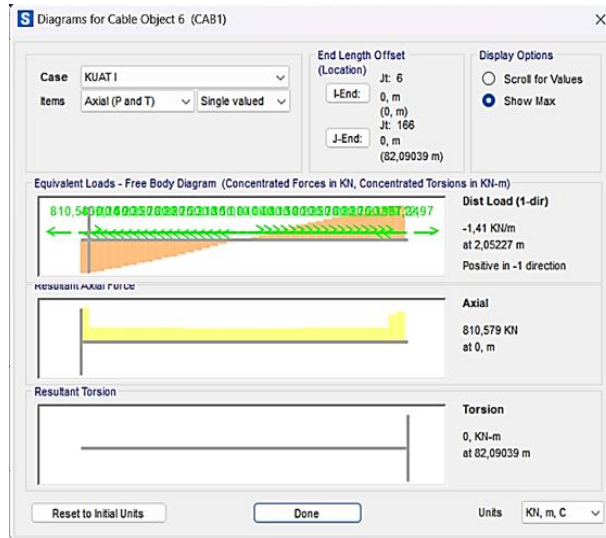 S Diagrams for Cable Object 6 (CAB1)
X
Case KUAT I
Items Axial (P and T) Single valued
End Length Offset
(Location)
Jt: 6
I-End: 0, m
(0, m)
Jt: 166
J-End: 0, m
(82,09039 m)
Display Options
Scroll for Values
Show Max
Equivalent Loads - Free Body Diagram (Concentrated Forces in KN, Concentrated Torsions in KN-m)
Dist Load (1-dir)
-1,41 KN/m
at 2,05227 m
Positive in -1 direction
Resultant Axial Force
Axial
810,579 KN
at 0, m
Resultant Torsion
Torsion
0, KN-m
at 82,09039 m
Reset to Initial Units Done Units KN, m, C